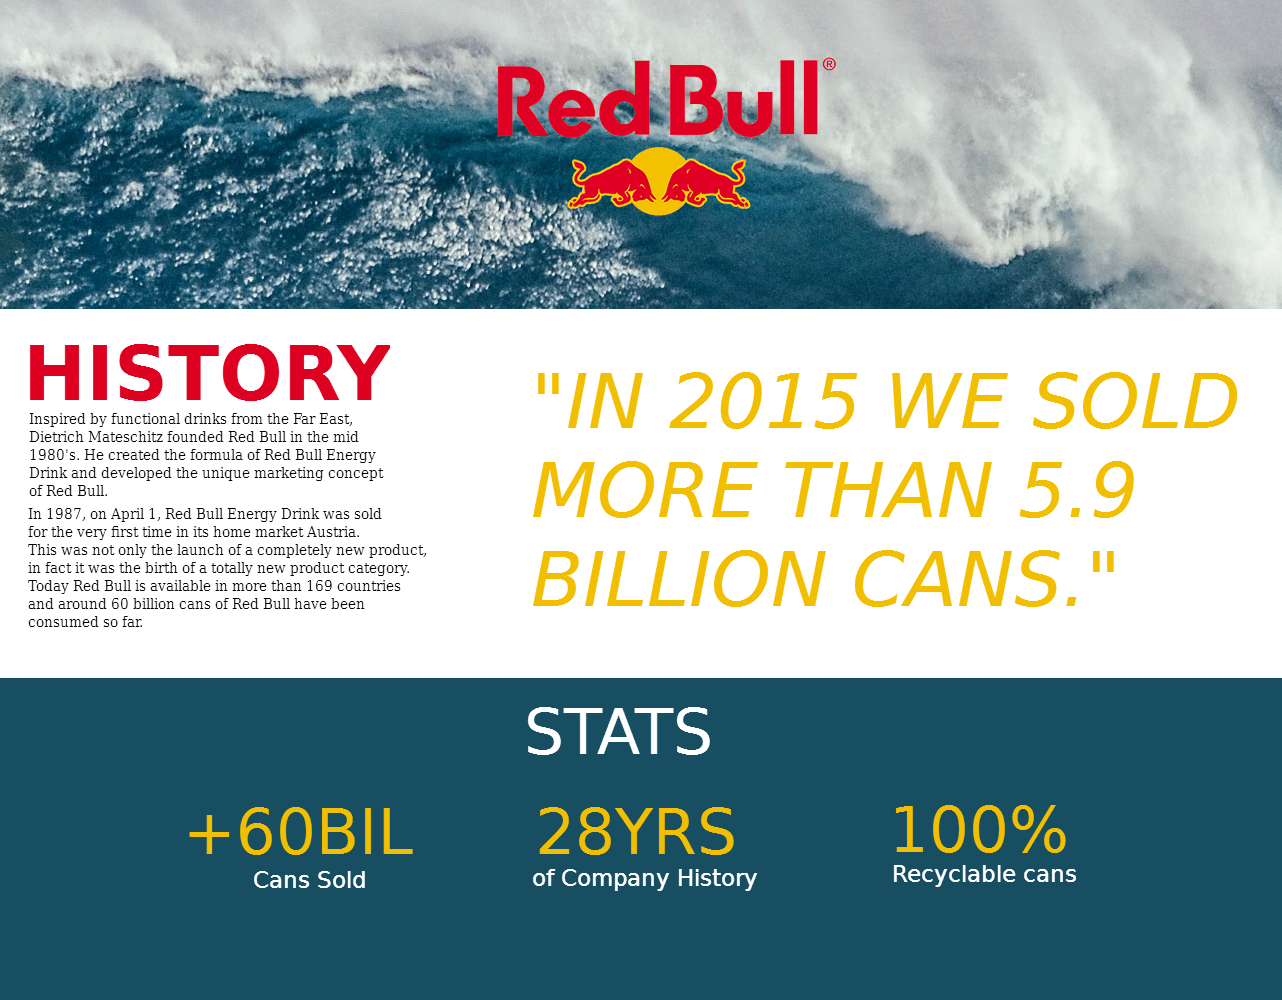 Red Bull®
HISTORY
Inspired by functional drinks from the Far East,
Dietrich Mateschitz founded Red Bull in the mid
1980's. He created the formula of Red Bull Energy
Drink and developed the unique marketing concept
of Red Bull.
In 1987, on April 1, Red Bull Energy Drink was sold
for the very first time in its home market Austria.
This was not only the launch of a completely new product,
in fact it was the birth of a totally new product category.
Today Red Bull is available in more than 169 countries
and around 60 billion cans of Red Bull have been
consumed so far.
"IN 2015 WE SOLD
MORE THAN 5.9
BILLION CANS."
STATS
+60BIL
Cans Sold
28YRS
of Company History
100%
Recyclable cans